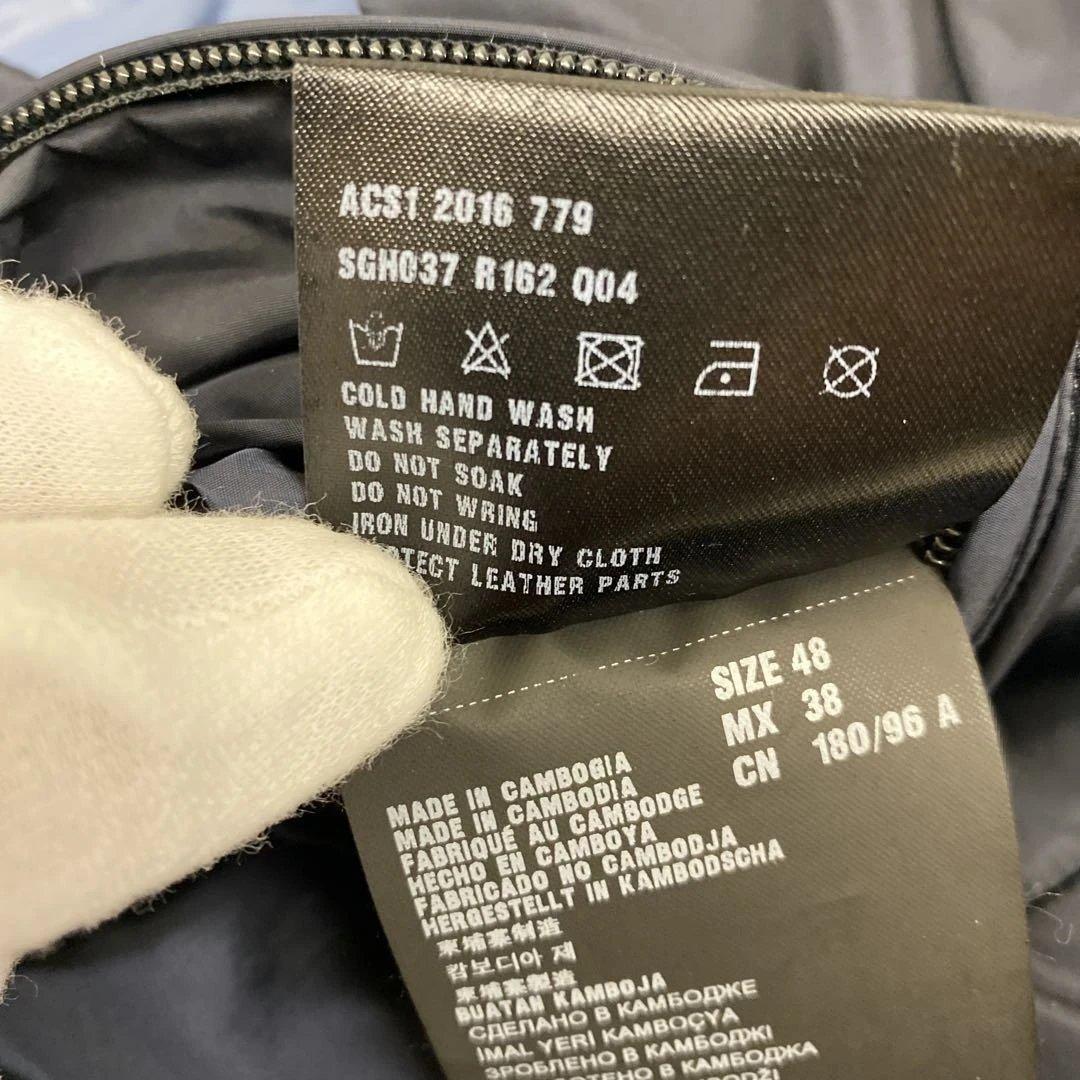 ACS1 2016 779
SGH037 R162 Q04
COLD HAND WASH
WASH SEPARATELY
DO NOT SOAK
DO NOT WRING
IRON UNDER DRY CLOTH
LEATHER PARTS
SIZE 48
MX 38
CN 180/96 A
MADE IN CAMBOGIA
MADE IN CAMBODIA
FABRIQUÉ AU CAMBODGE
HECHO EN CAMBOYA
FABRICADO NO CAMBODJA
HERGESTELLT IN KAMBODSCHA
柬埔寨制造
캄보디아 제
柬埔寨製造
BUATAN KAMBOJA
СДЕЛАНО В КАМБОДЖЕ
IMAL YERI KAMBOÇYA
ЗРОБЛЕНО В КАМБОДЖІ
В КАМБОДЖА